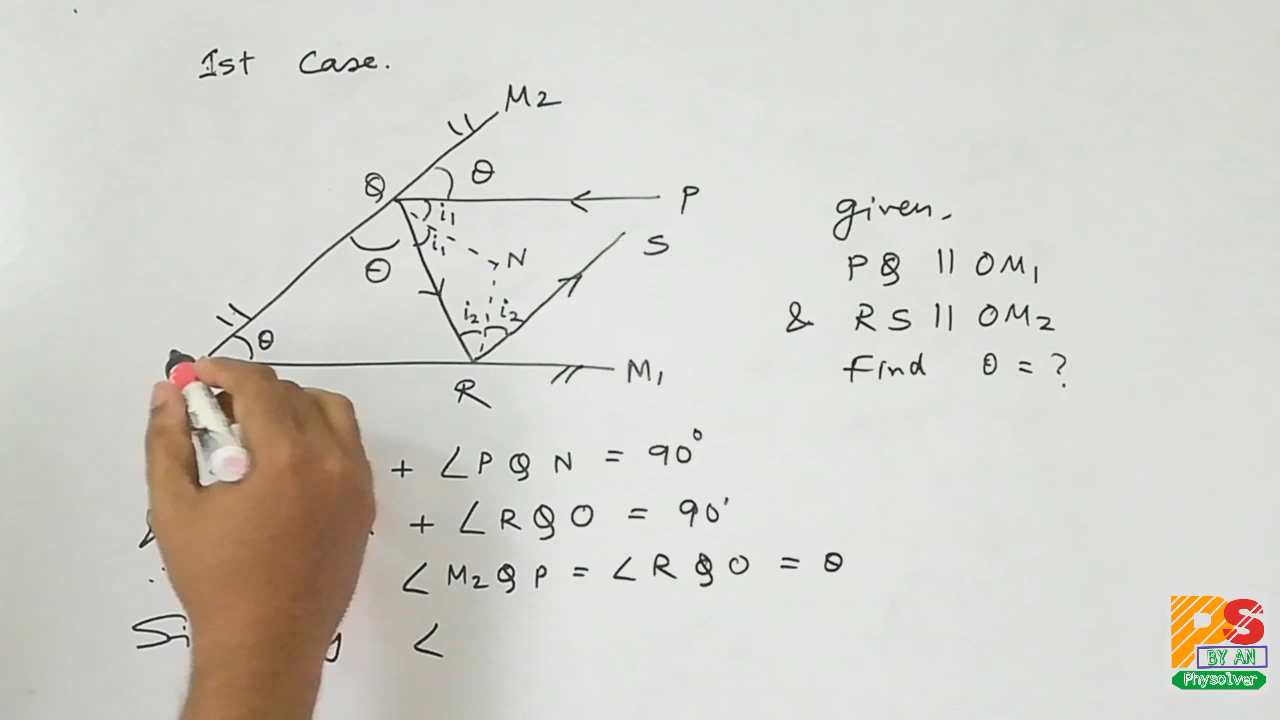 1st Case.
M2
Q
θ
P
i1
i1
S
N
θ
i2
i2
θ
M1
R
given,
PQ || OM1
& RS || OM2
Find θ = ?
+ ∠PQN = 90°
+ ∠RQO = 90°
∠M2QP = ∠RQO = θ
∠
PS
BY AN
Physolver